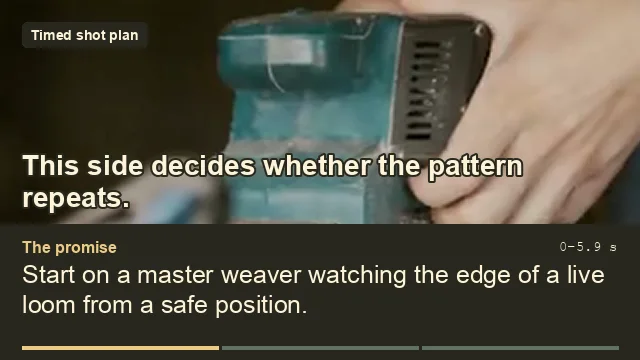 Timed shot plan
This side decides whether the pattern
repeats.
The promise
0–5.9 s
Start on a master weaver watching the edge of a live
loom from a safe position.